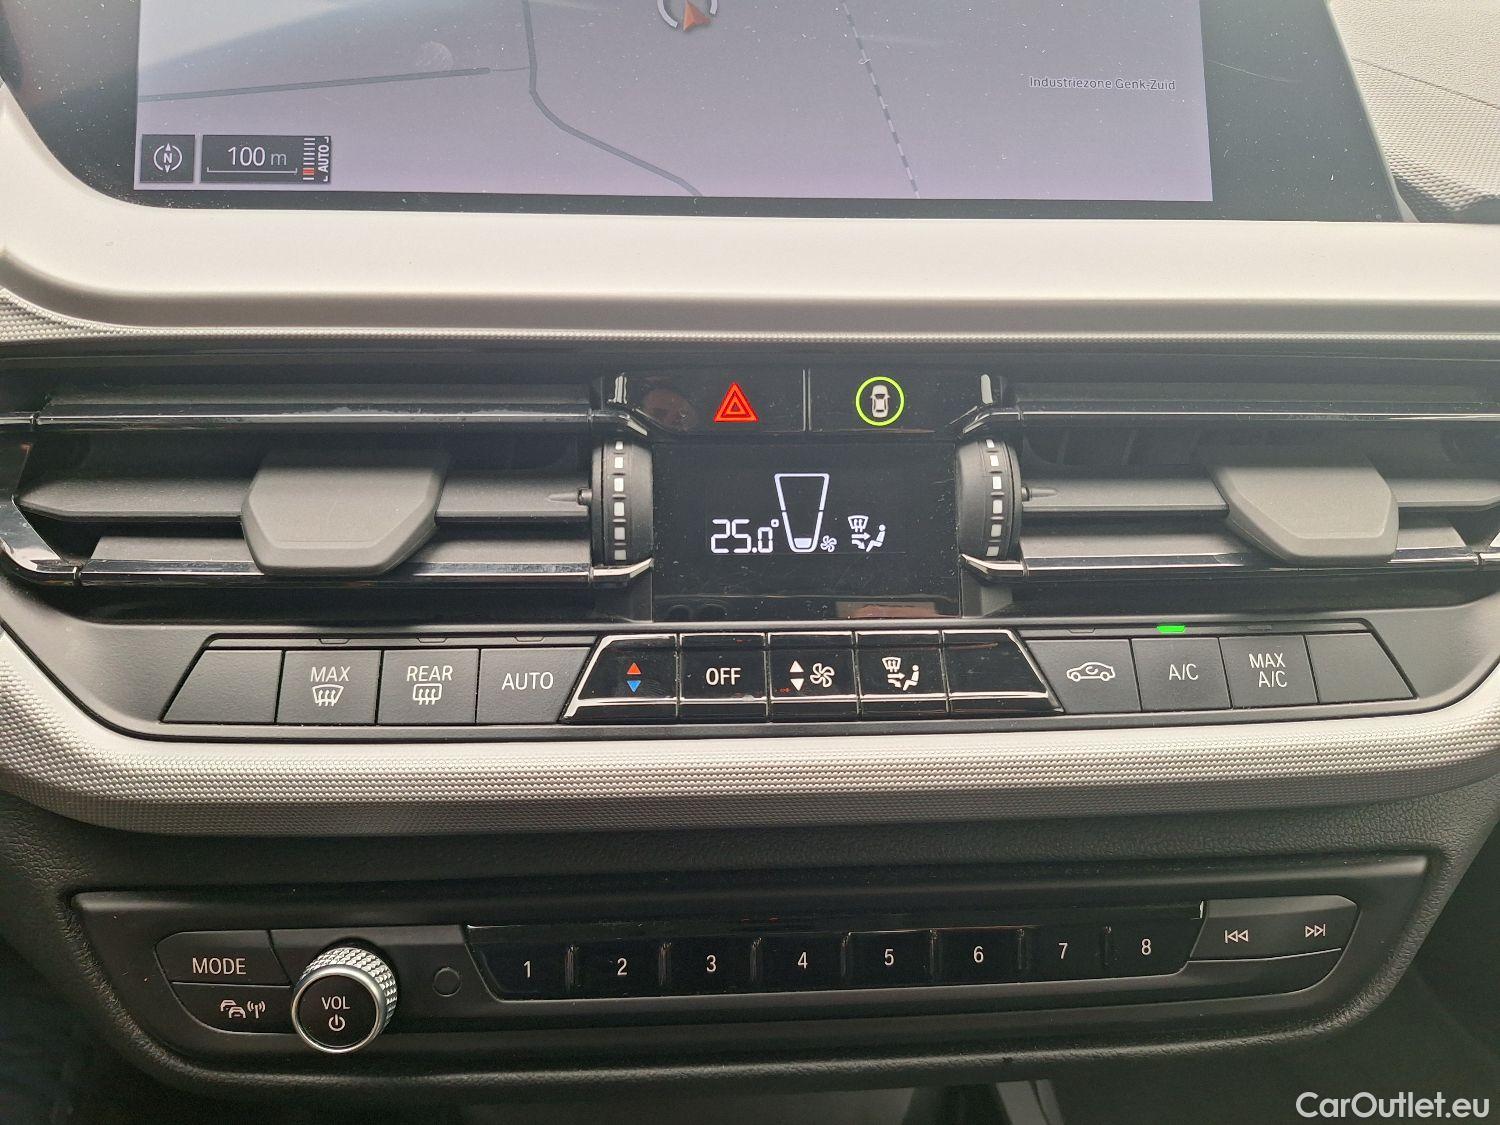 Industriezone Genk-Zuid
N
100 m
AUTO
25.0°
MAX
REAR
AUTO
OFF
A/C
MAX
A/C
MODE
VOL
1 2 3 4 5 6 7 8
CarOutlet.eu